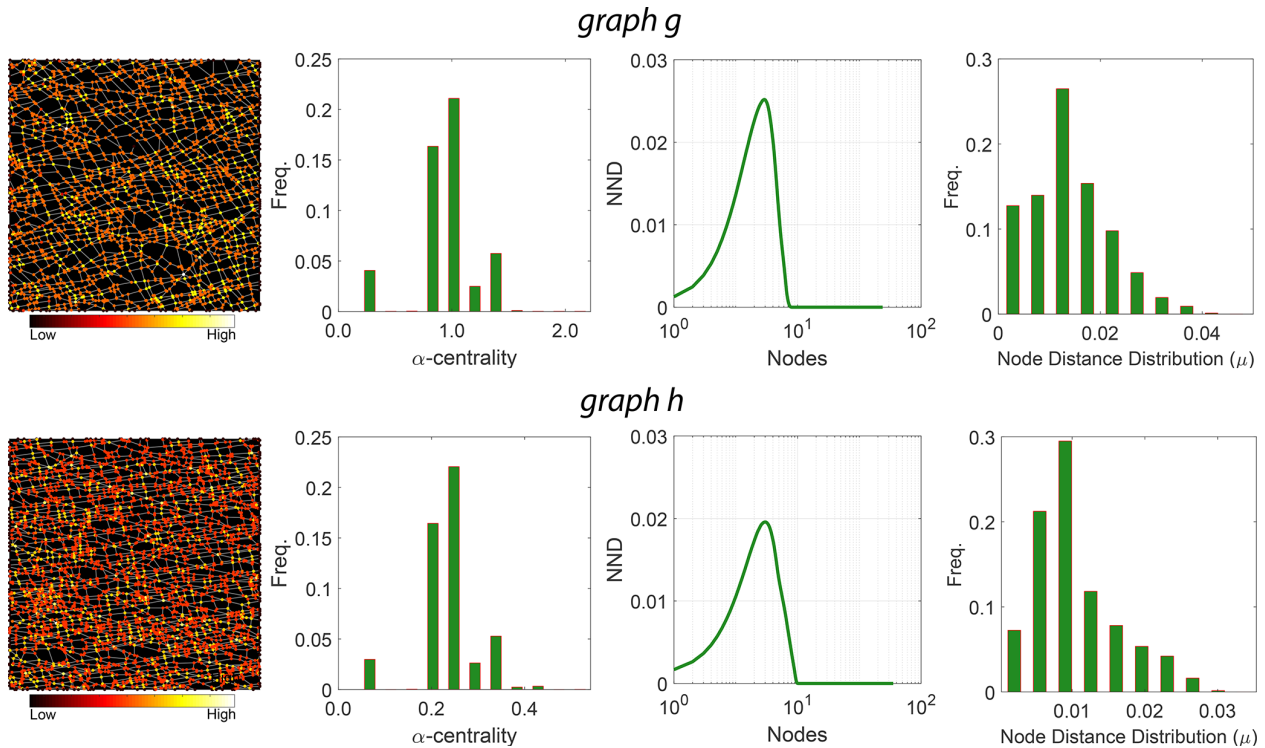 graph g
Low High
Freq.
0.25
0.2
0.15
0.1
0.05
0
0.0 1.0 2.0
α-centrality
NND
0.03
0.02
0.01
0
10^0 10^1 10^2
Nodes
Freq.
0.3
0.2
0.1
0
0 0.02 0.04
Node Distance Distribution (μ)
graph h
Low High
Freq.
0.25
0.2
0.15
0.1
0.05
0
0.0 0.2 0.4
α-centrality
NND
0.03
0.02
0.01
0
10^0 10^1 10^2
Nodes
Freq.
0.3
0.2
0.1
0
0.01 0.02 0.03
Node Distance Distribution (μ)